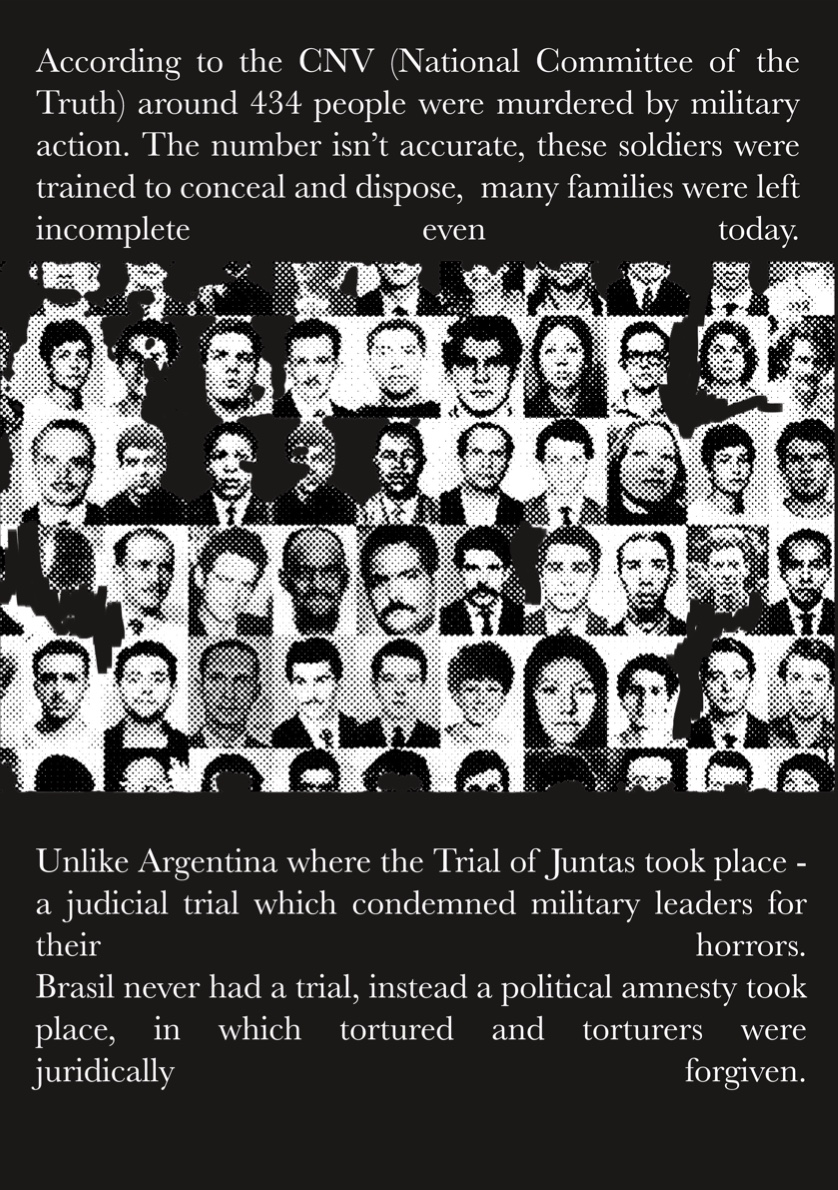 According to the CNV (National Committee of the
Truth) around 434 people were murdered by military
action. The number isn’t accurate, these soldiers were
trained to conceal and dispose,  many families were left
incomplete even today.
Unlike Argentina where the Trial of Juntas took place -
a judicial trial which condemned military leaders for
their horrors.
Brasil never had a trial, instead a political amnesty took
place, in which tortured and torturers were
juridically forgiven.